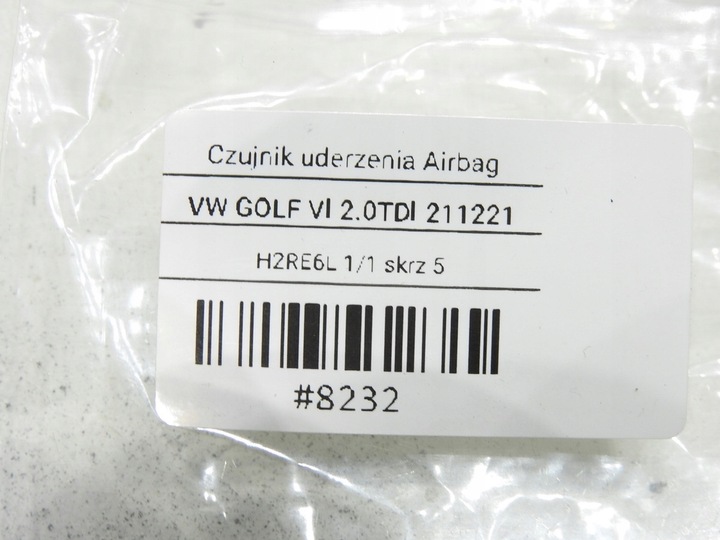 Czujnik uderzenia Airbag
VW GOLF VI 2.0TDI 211221
H2RE6L 1/1 skrz 5
#8232